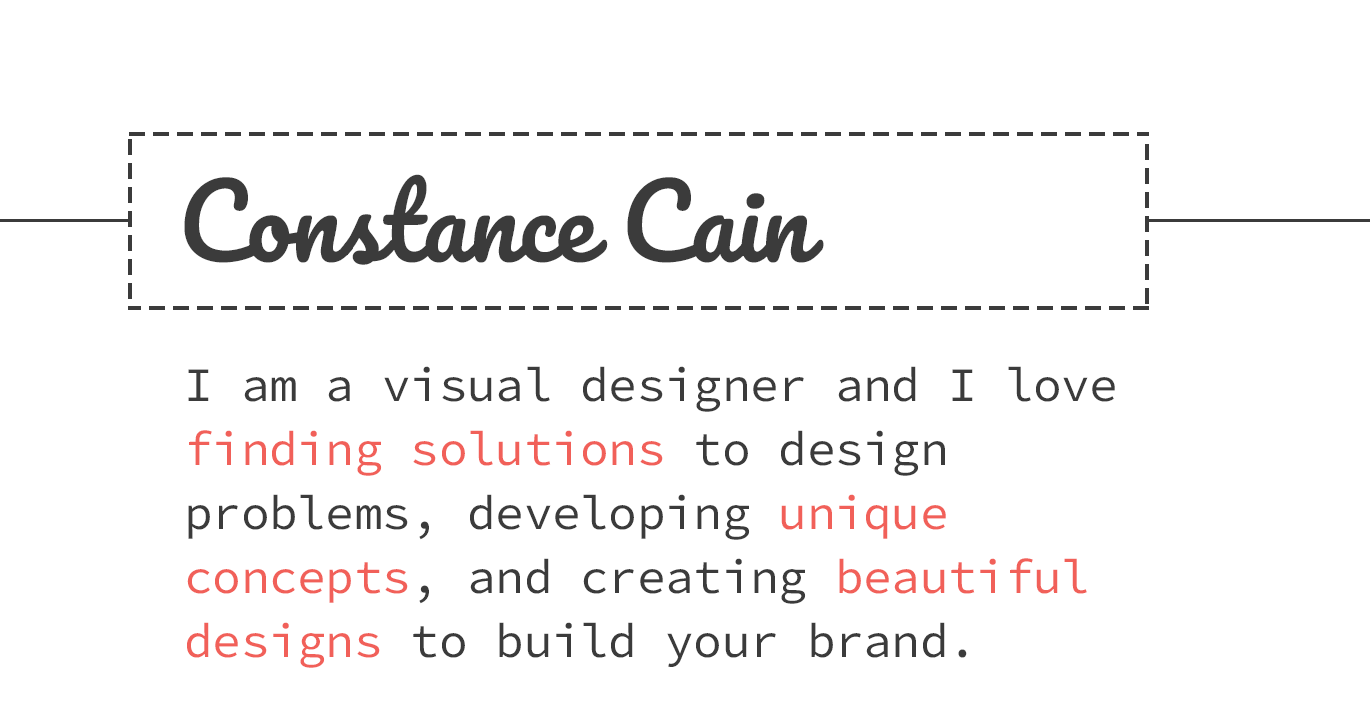 Constance Cain
I am a visual designer and I love
finding solutions to design
problems, developing unique
concepts, and creating beautiful
designs to build your brand.